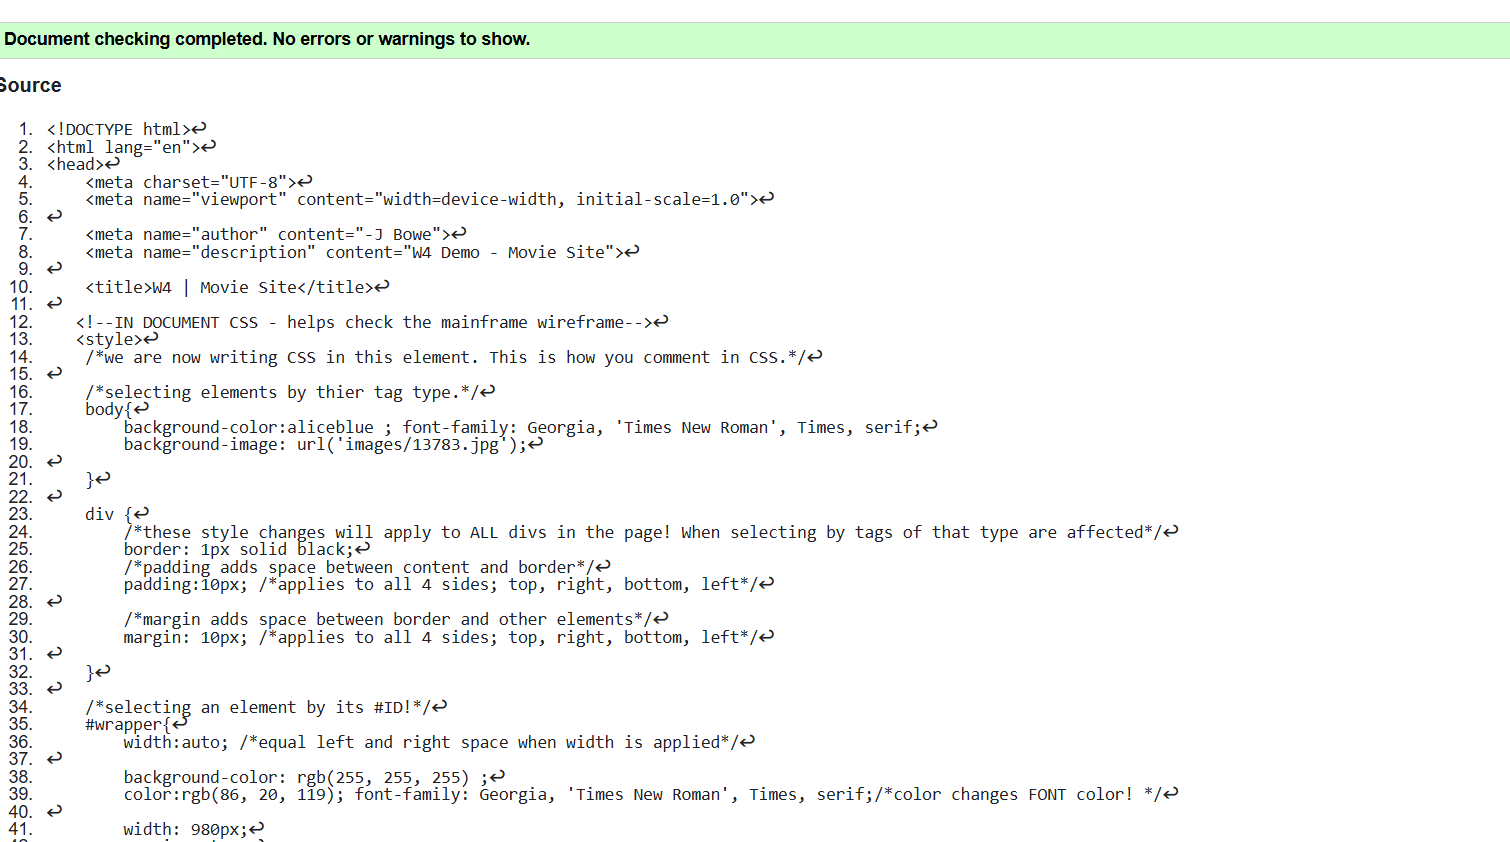 Document checking completed. No errors or warnings to show.
Source
1. <!DOCTYPE html>↩
2. <html lang="en">↩
3. <head>↩
4. <meta charset="UTF-8">↩
5. <meta name="viewport" content="width=device-width, initial-scale=1.0">↩
6. ↩
7. <meta name="author" content="-J Bowe">↩
8. <meta name="description" content="W4 Demo - Movie Site">↩
9. ↩
10. <title>W4 | Movie Site</title>↩
11. ↩
12. <!--IN DOCUMENT CSS - helps check the mainframe wireframe-->↩
13. <style>↩
14. /*we are now writing CSS in this element. This is how you comment in CSS.*/↩
15. ↩
16. /*selecting elements by thier tag type.*/↩
17. body{↩
18. background-color:aliceblue ; font-family: Georgia, 'Times New Roman', Times, serif;↩
19. background-image: url('images/13783.jpg');↩
20. ↩
21. }↩
22. ↩
23. div {↩
24. /*these style changes will apply to ALL divs in the page! When selecting by tags of that type are affected*/↩
25. border: 1px solid black;↩
26. /*padding adds space between content and border*/↩
27. padding:10px; /*applies to all 4 sides; top, right, bottom, left*/↩
28. ↩
29. /*margin adds space between border and other elements*/↩
30. margin: 10px; /*applies to all 4 sides; top, right, bottom, left*/↩
31. ↩
32. }↩
33. ↩
34. /*selecting an element by its #ID!*/↩
35. #wrapper{↩
36. width:auto; /*equal left and right space when width is applied*/↩
37. ↩
38. background-color: rgb(255, 255, 255) ;↩
39. color:rgb(86, 20, 119); font-family: Georgia, 'Times New Roman', Times, serif;/*color changes FONT color! */↩
40. ↩
41. width: 980px;↩